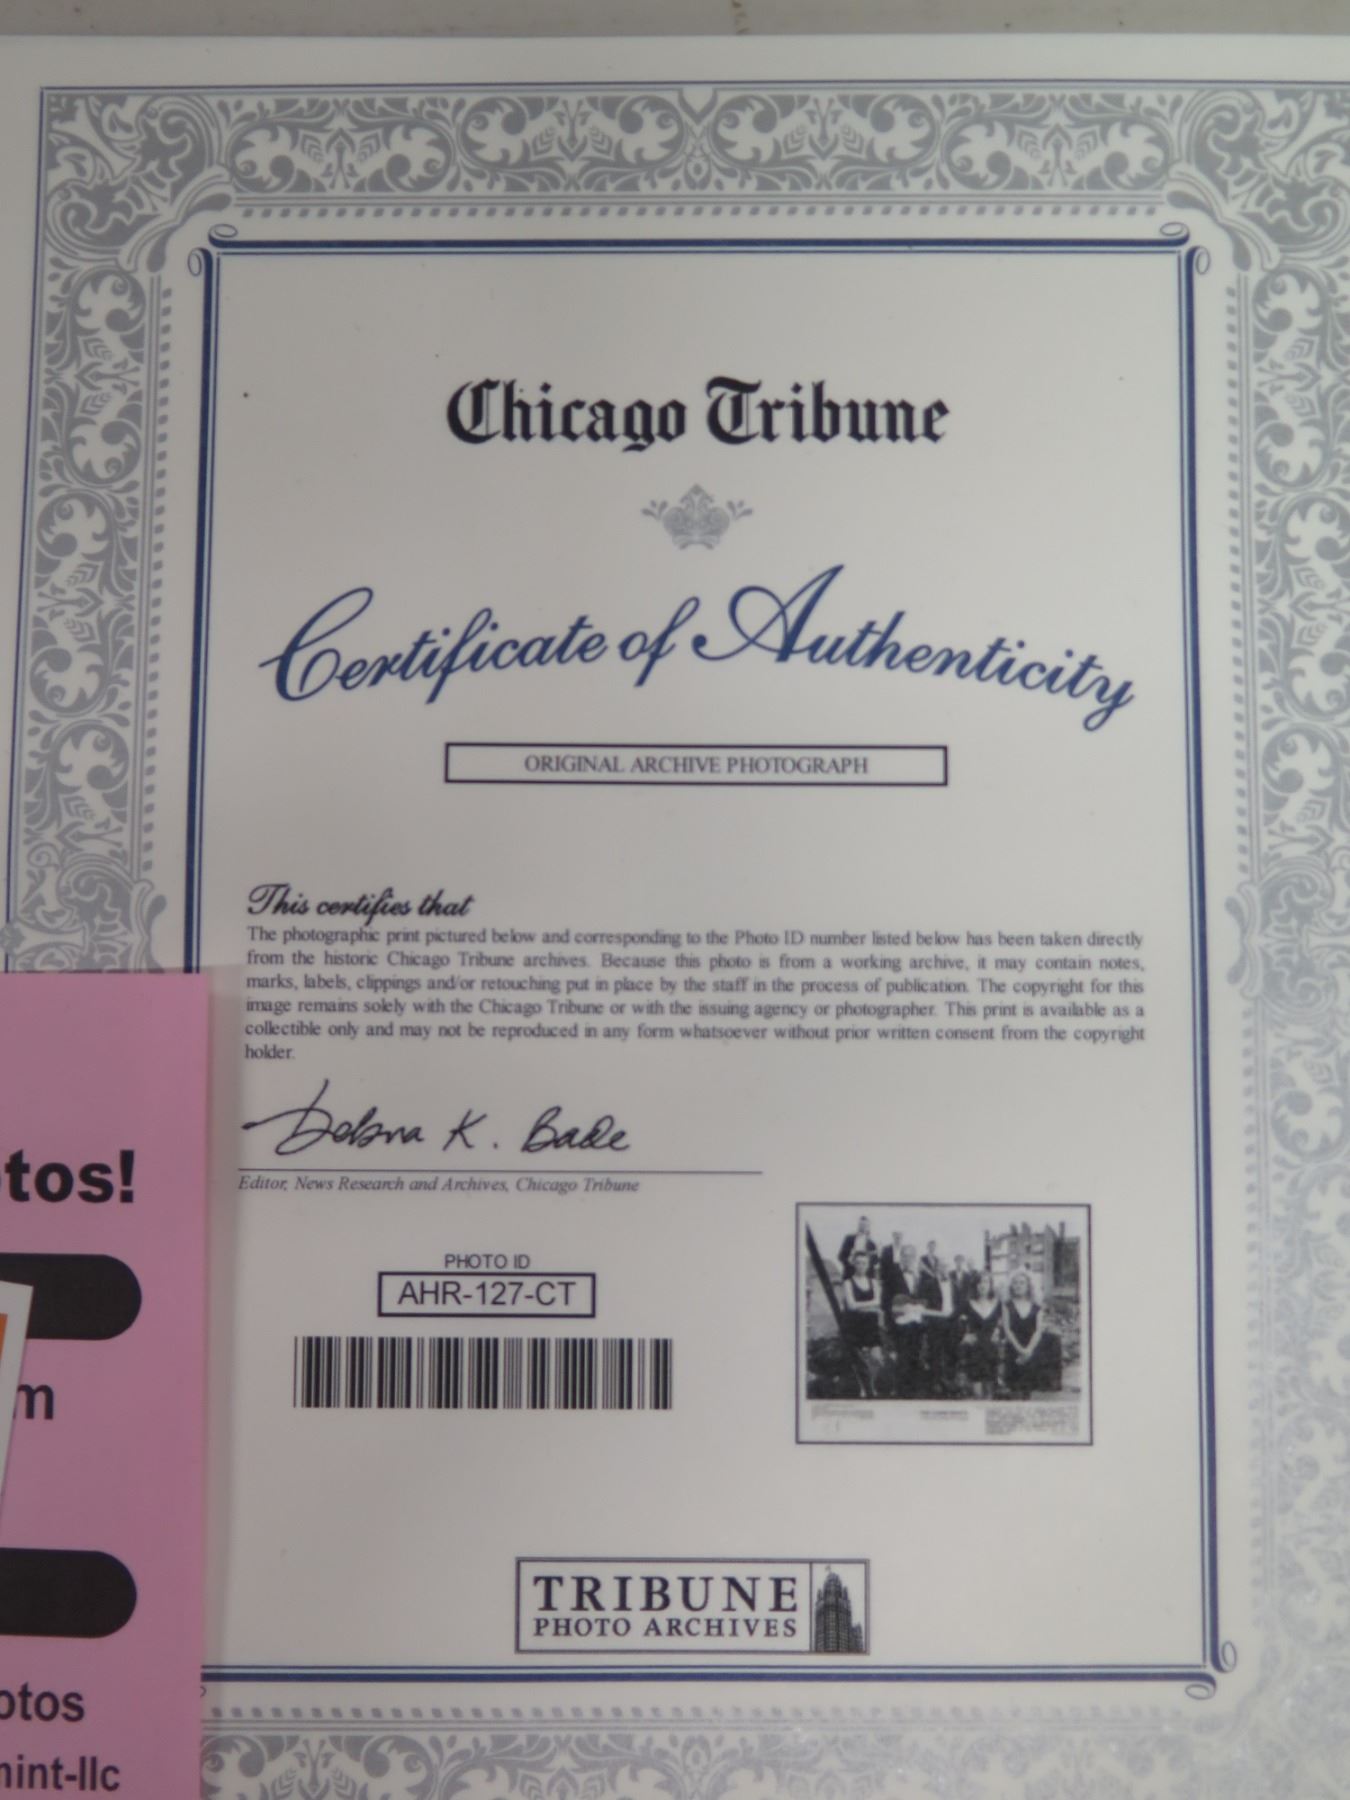 Chicago Tribune
Certificate of Authenticity
ORIGINAL ARCHIVE PHOTOGRAPH
This certifies that
The photographic print pictured below and corresponding to the Photo ID number listed below has been taken directly
from the historic Chicago Tribune archives. Because this photo is from a working archive, it may contain notes,
marks, labels, clippings and/or retouching put in place by the staff in the process of publication. The copyright for this
image remains solely with the Chicago Tribune or with the issuing agency or photographer. This print is available as a
collectible only and may not be reproduced in any form whatsoever without prior written consent from the copyright
holder.
Debra K. Bade
Editor, News Research and Archives, Chicago Tribune
PHOTO ID
AHR-127-CT
TRIBUNE
PHOTO ARCHIVES
tos!
m
otos
mint-llc